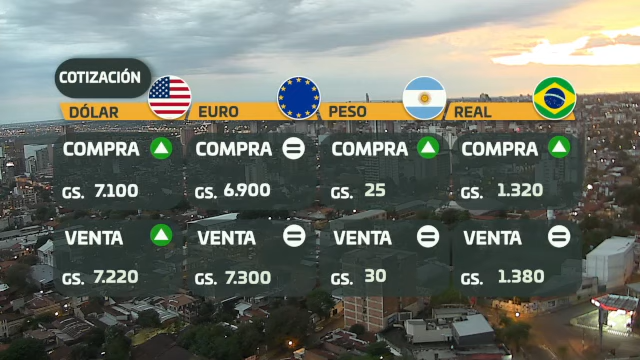 COTIZACIÓN
DÓLAR EURO PESO REAL
COMPRA COMPRA COMPRA COMPRA
GS. 7.100 GS. 6.900 GS. 25 GS. 1.320
VENTA VENTA VENTA VENTA
GS. 7.220 GS. 7.300 GS. 30 GS. 1.380